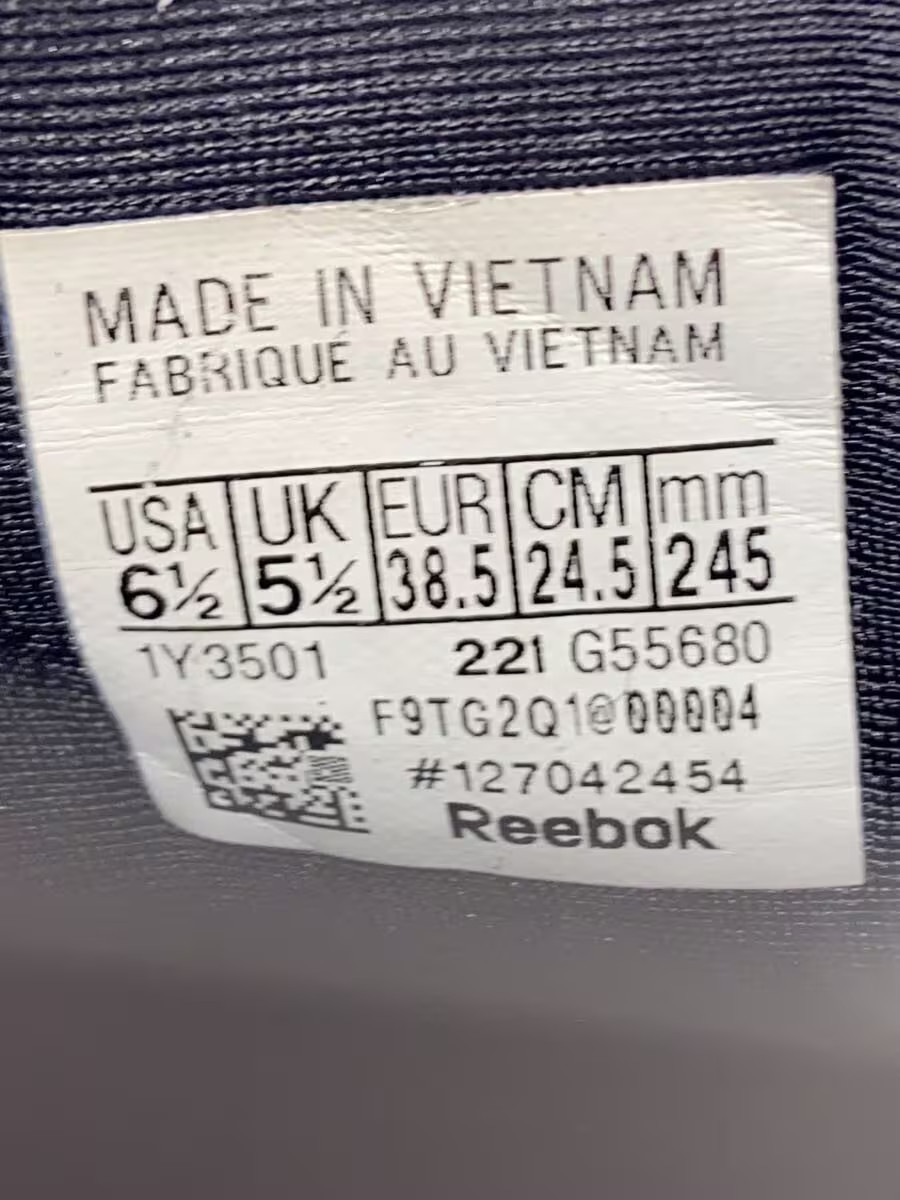 MADE IN VIETNAM
FABRIQUÉ AU VIETNAM
USA UK EUR CM mm
6½ 5½ 38.5 24.5 245
1Y3501 221 G55680
F9TG2Q1@00004
#127042454
Reebok